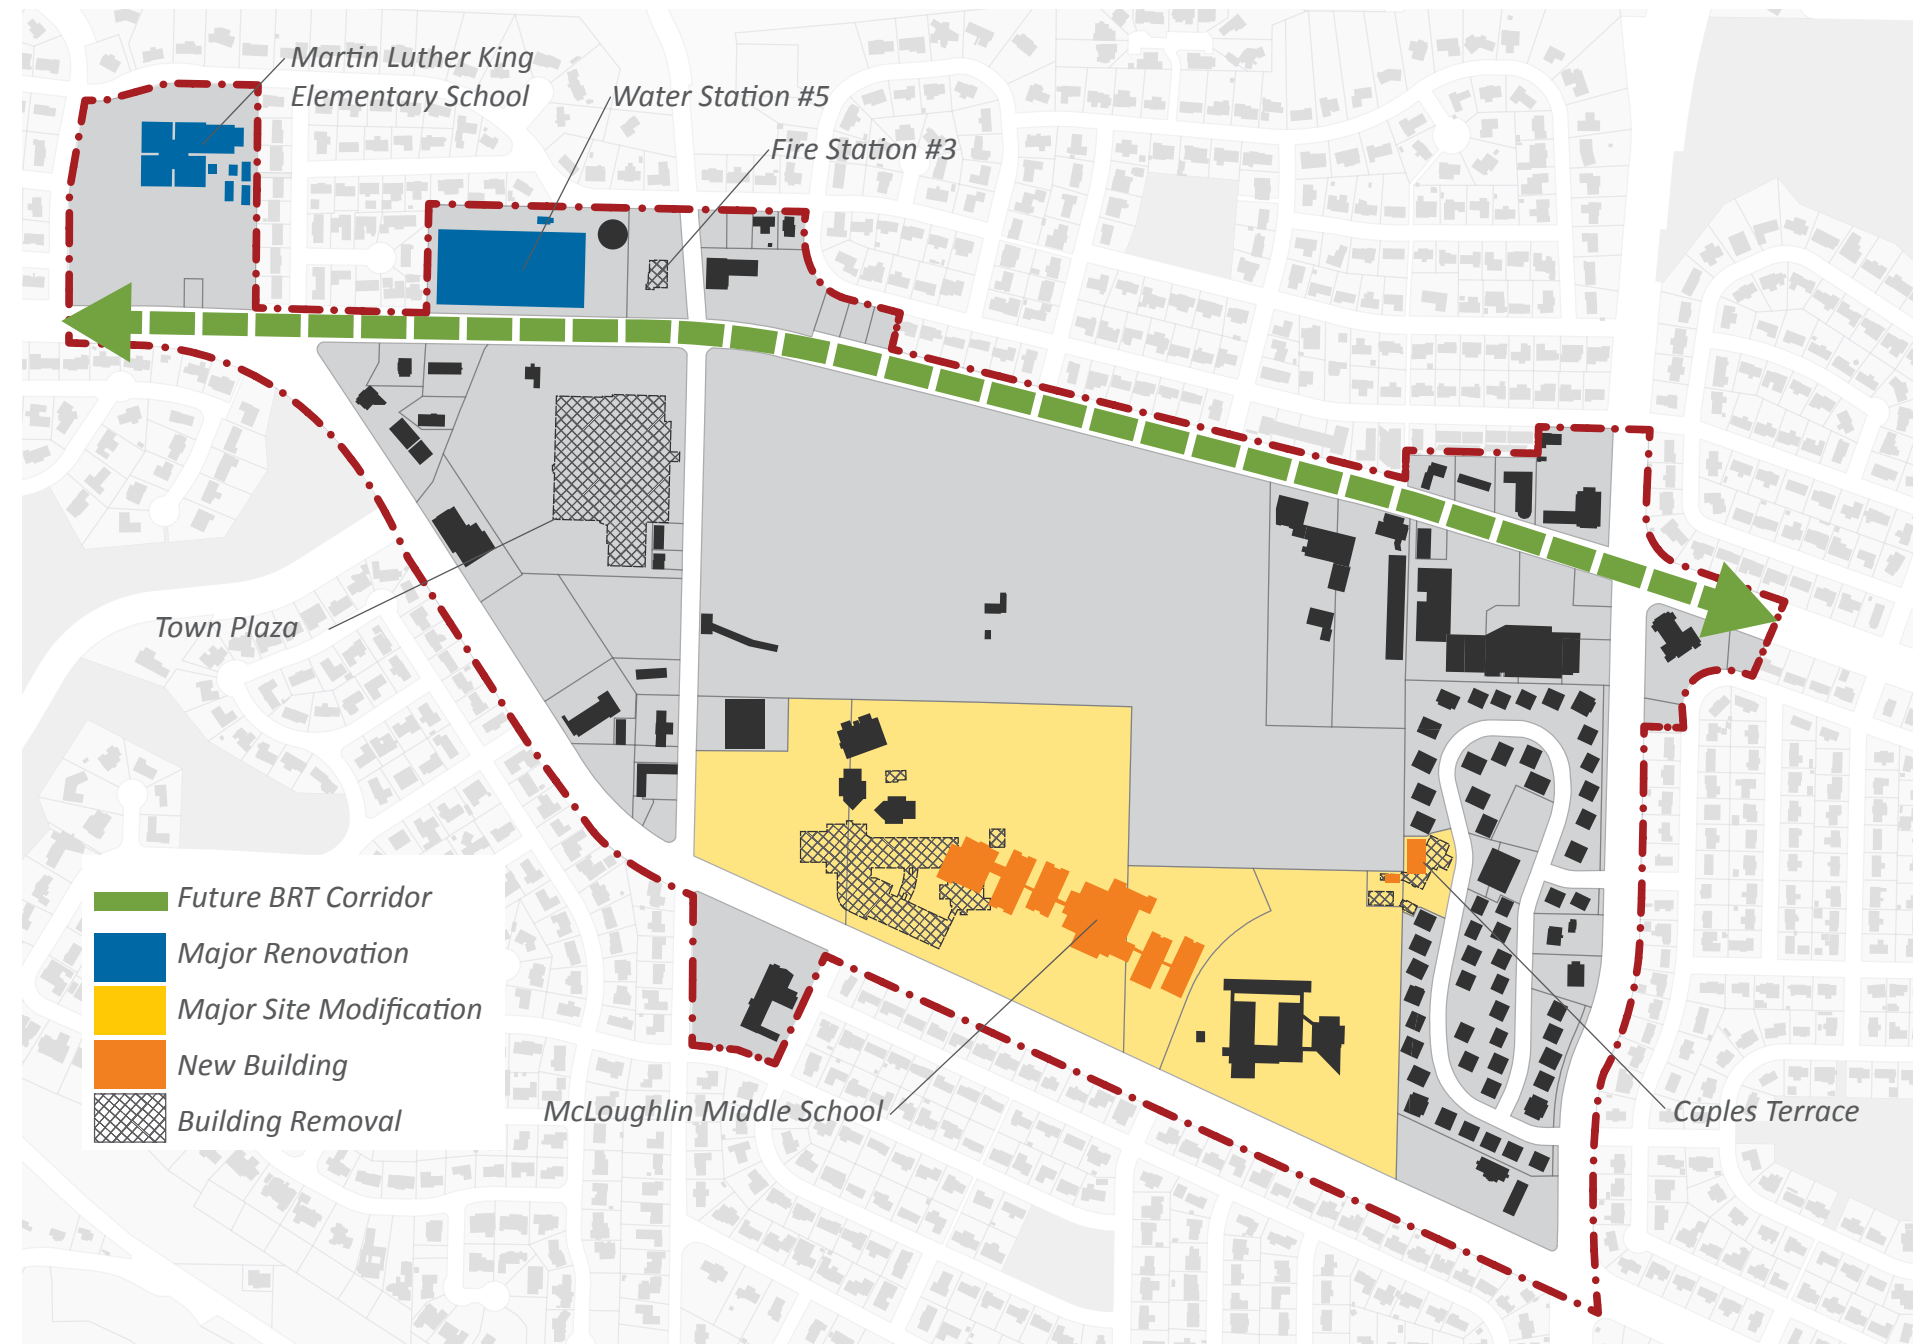 Martin Luther King
Elementary School
Water Station #5
Fire Station #3
Town Plaza
Future BRT Corridor
Major Renovation
Major Site Modification
New Building
Building Removal
McLoughlin Middle School
Caples Terrace